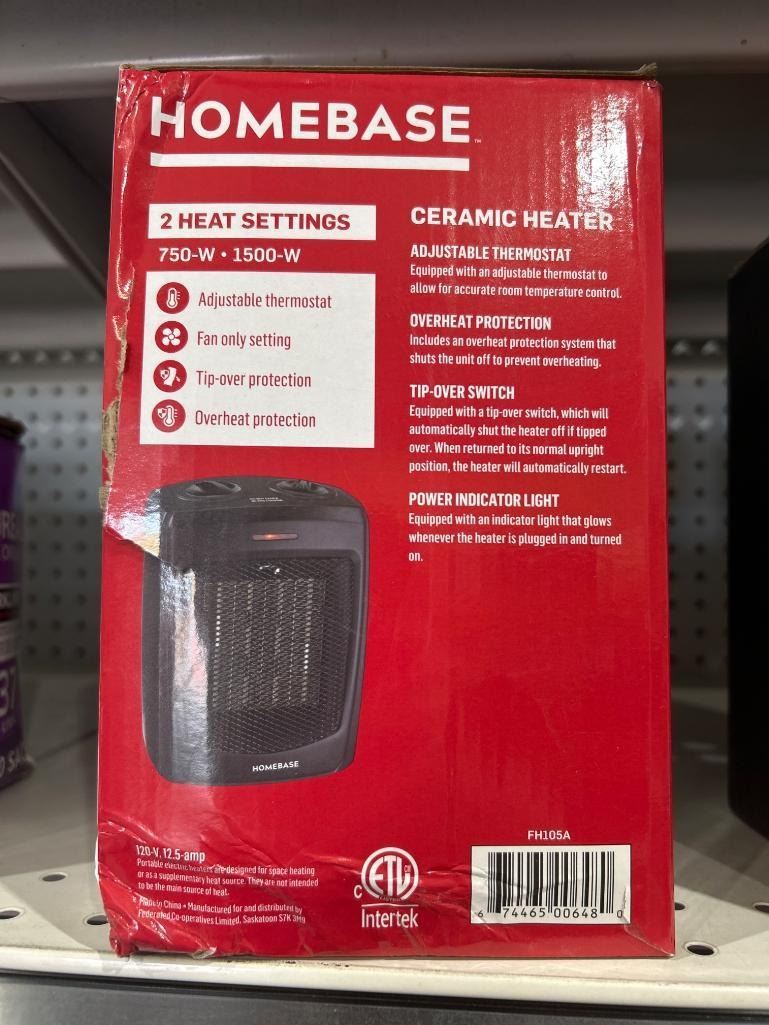 HOMEBASE™
2 HEAT SETTINGS
750-W • 1500-W
Adjustable thermostat
Fan only setting
Tip-over protection
Overheat protection
CERAMIC HEATER
ADJUSTABLE THERMOSTAT
Equipped with an adjustable thermostat to
allow for accurate room temperature control.
OVERHEAT PROTECTION
Includes an overheat protection system that
shuts the unit off to prevent overheating.
TIP-OVER SWITCH
Equipped with a tip-over switch, which will
automatically shut the heater off if tipped
over. When returned to its normal upright
position, the heater will automatically restart.
POWER INDICATOR LIGHT
Equipped with an indicator light that glows
whenever the heater is plugged in and turned
on.
HOMEBASE
120-V, 12.5-amp
Portable electric heaters are designed for space heating
or as a supplementary heat source. They are not intended
to be the main source of heat.
Made in China • Manufactured for and distributed by
Federated Co-operatives Limited, Saskatoon S7K 3M9
C ETL
Intertek
FH105A
6 74465 00648 0
37